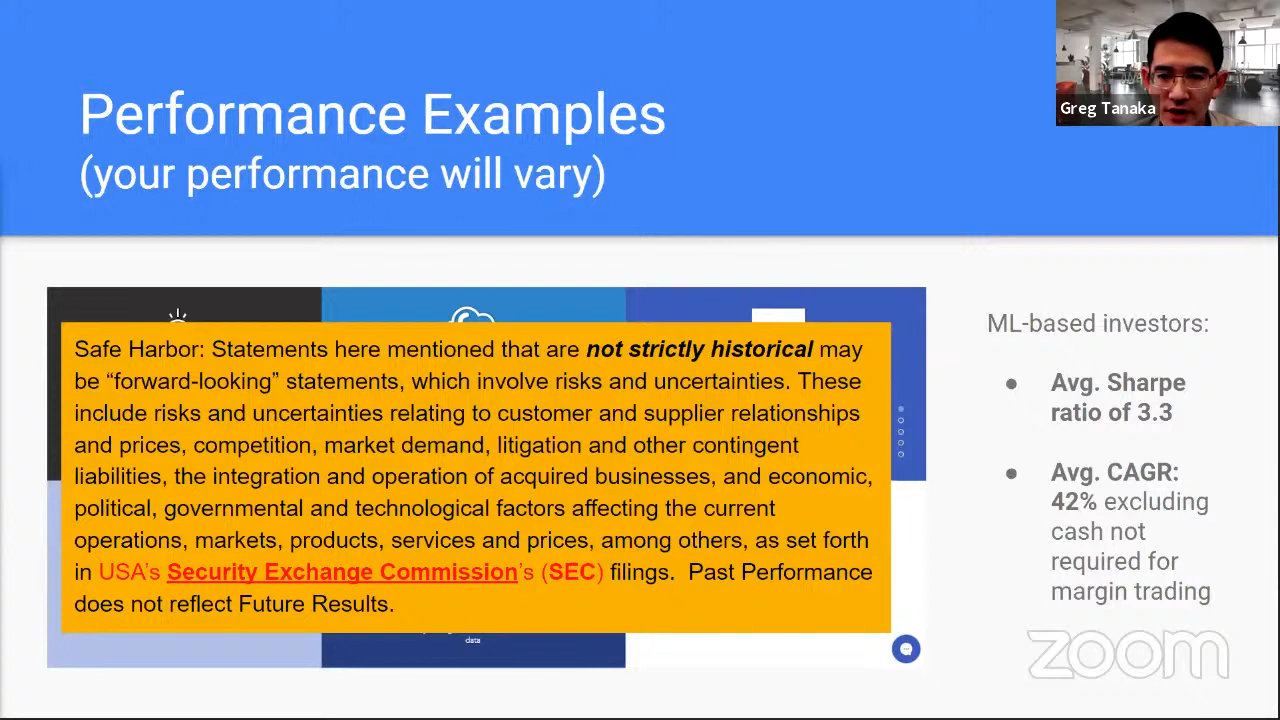 Performance Examples
(your performance will vary)
Greg Tanaka
Safe Harbor: Statements here mentioned that are not strictly historical may
be “forward-looking” statements, which involve risks and uncertainties. These
include risks and uncertainties relating to customer and supplier relationships
and prices, competition, market demand, litigation and other contingent
liabilities, the integration and operation of acquired businesses, and economic,
political, governmental and technological factors affecting the current
operations, markets, products, services and prices, among others, as set forth
in USA’s Security Exchange Commission’s (SEC) filings. Past Performance
does not reflect Future Results.
data
ML-based investors:
● Avg. Sharpe
ratio of 3.3
● Avg. CAGR:
42% excluding
cash not
required for
margin trading
zoom